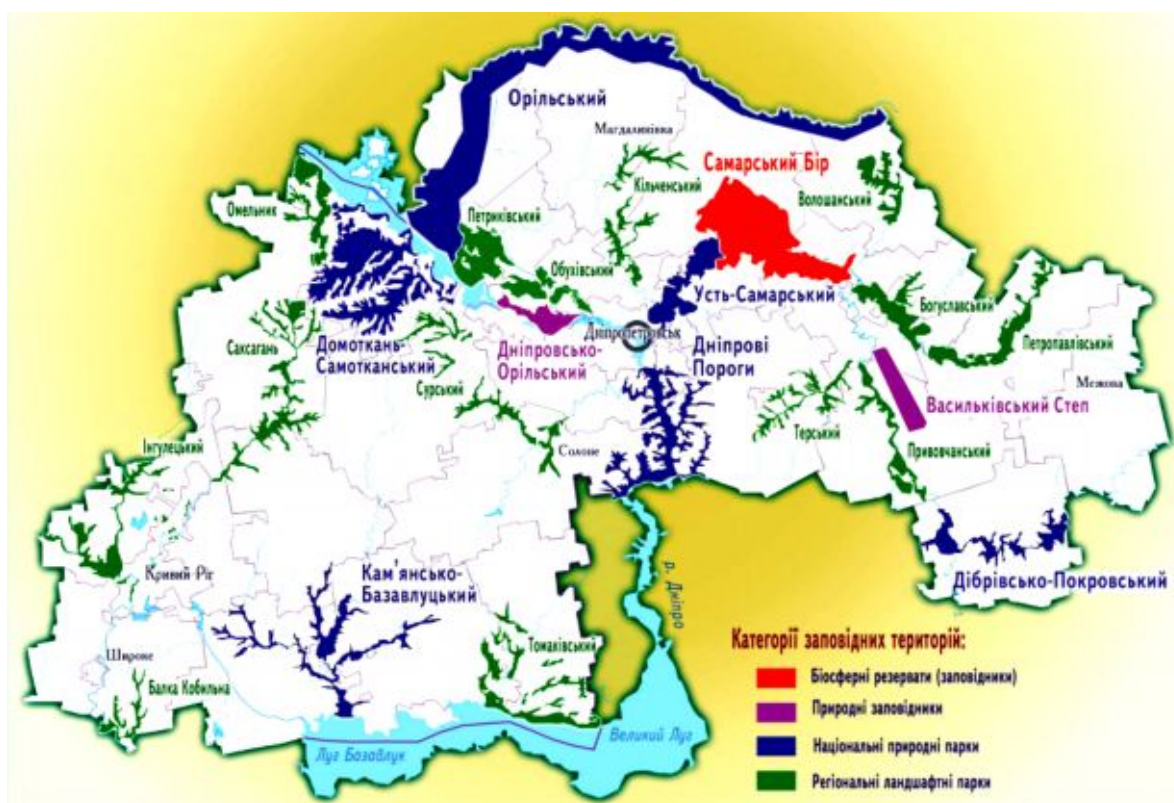 Орільський
Магдалинівка
Самарський Бір
Кільченський
Волошанський
Омельник
Петриківський
Обухівський
Усть-Самарський
Богуславський
Саксагань
Домоткань-
Самотканський
Дніпровсько-
Орільський
Дніпропетровськ
Дніпрові
Пороги
Петропавлівський
Межова
Сурський
Васильківський Степ
Терський
Інгулецький
Солоне
Привовчанський
Кривий Ріг
Кам'янсько-
Базавлуцький
р. Дніпро
Дібрівсько-Покровський
Широке
Балка Кобильна
Томаківський
Луг Базавлук
Великий Луг
Категорії заповідних територій:
Біосферні резервати (заповідники)
Природні заповідники
Національні природні парки
Регіональні ландшафтні парки